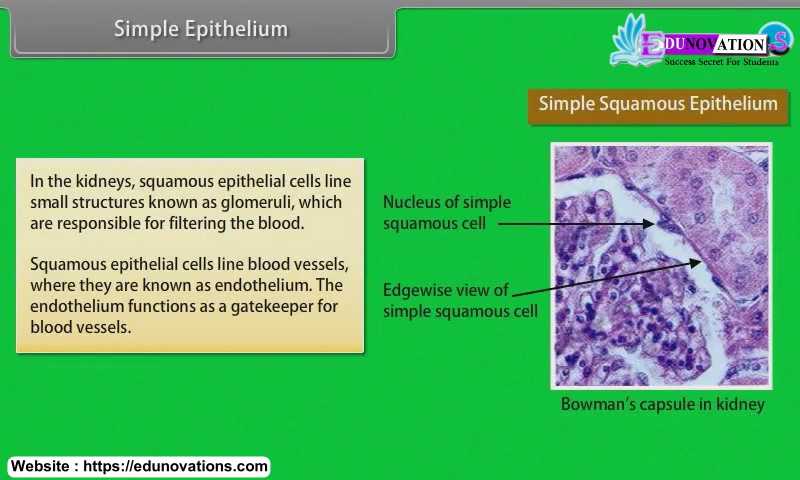 Simple Epithelium
EDUNOVATION S
Success Secret For Students
Simple Squamous Epithelium
In the kidneys, squamous epithelial cells line
small structures known as glomeruli, which
are responsible for filtering the blood.
Squamous epithelial cells line blood vessels,
where they are known as endothelium. The
endothelium functions as a gatekeeper for
blood vessels.
Nucleus of simple
squamous cell
Edgewise view of
simple squamous cell
Bowman's capsule in kidney
Website : https://edunovations.com